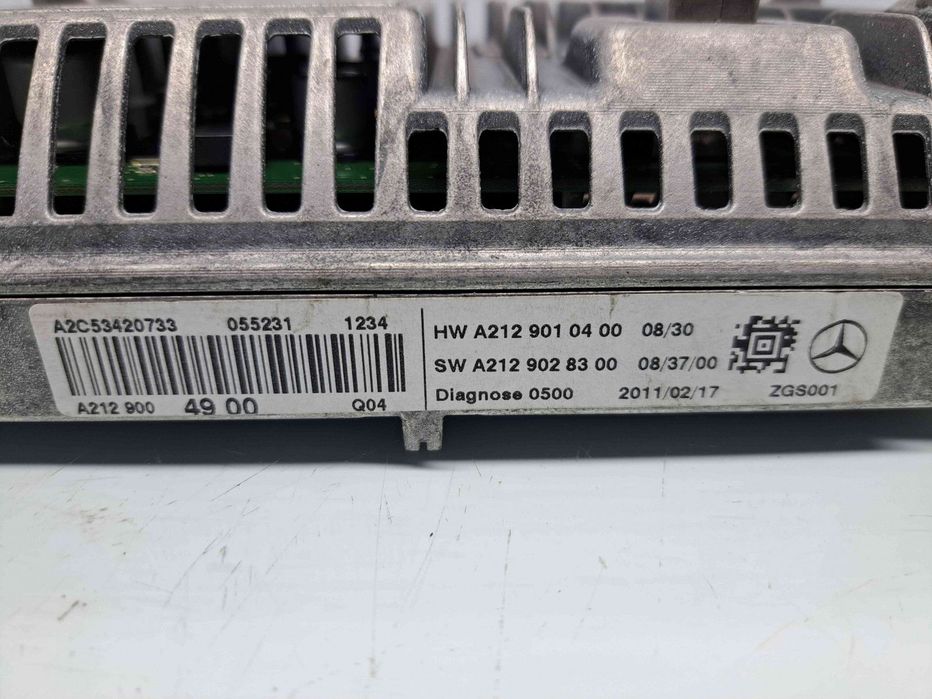 A2C53420733 055231 1234
A212 900 49 00 Q04
HW A212 901 04 00 08/30
SW A212 902 83 00 08/37/00
Diagnose 0500 2011/02/17 ZGS001